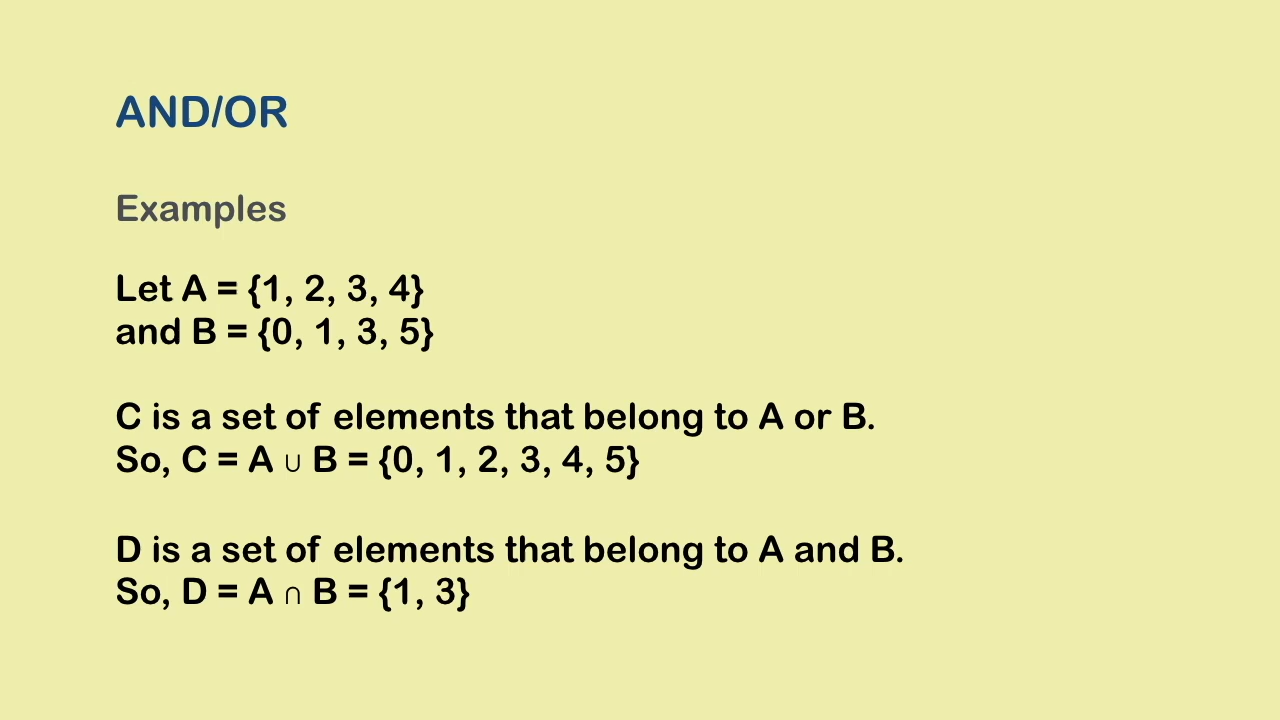 AND/OR
Examples
Let A = {1, 2, 3, 4}
and B = {0, 1, 3, 5}
C is a set of elements that belong to A or B.
So, C = A ∪ B = {0, 1, 2, 3, 4, 5}
D is a set of elements that belong to A and B.
So, D = A ∩ B = {1, 3}